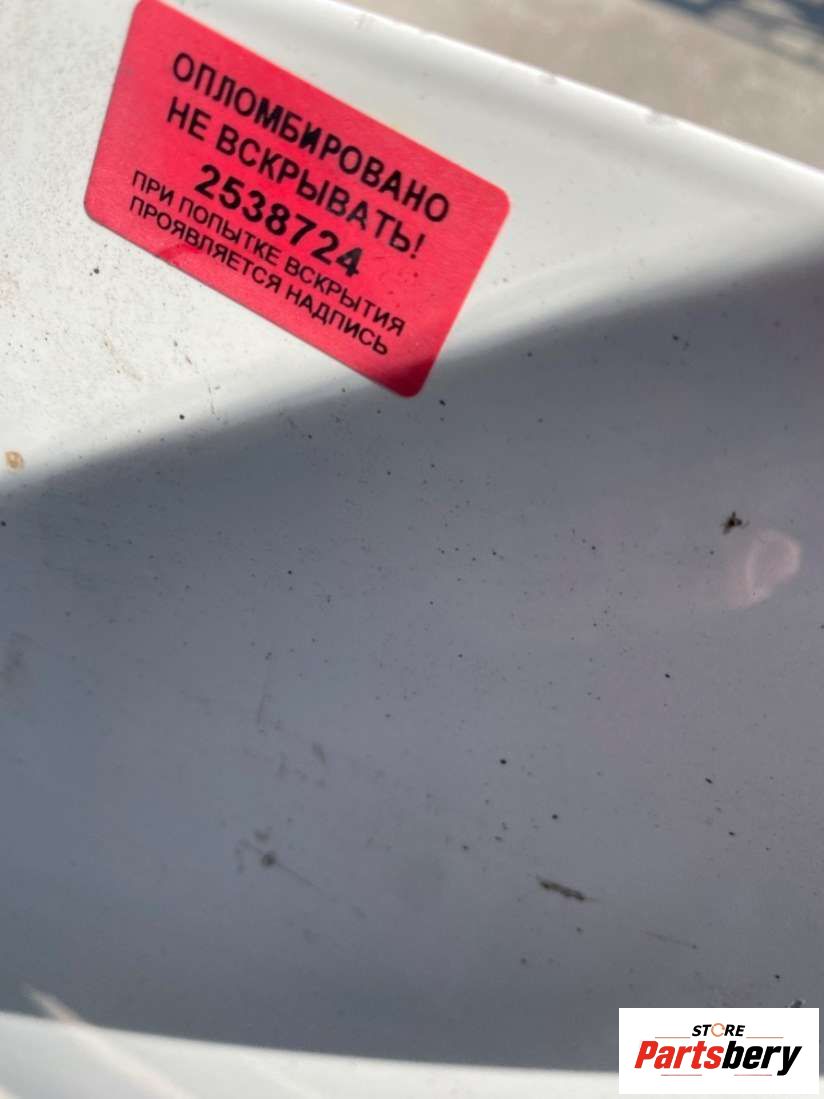 ОПЛОМБИРОВАНО
НЕ ВСКРЫВАТЬ!
2538724
ПРИ ПОПЫТКЕ ВСКРЫТИЯ
ПРОЯВЛЯЕТСЯ НАДПИСЬ
STORE
Partsbery